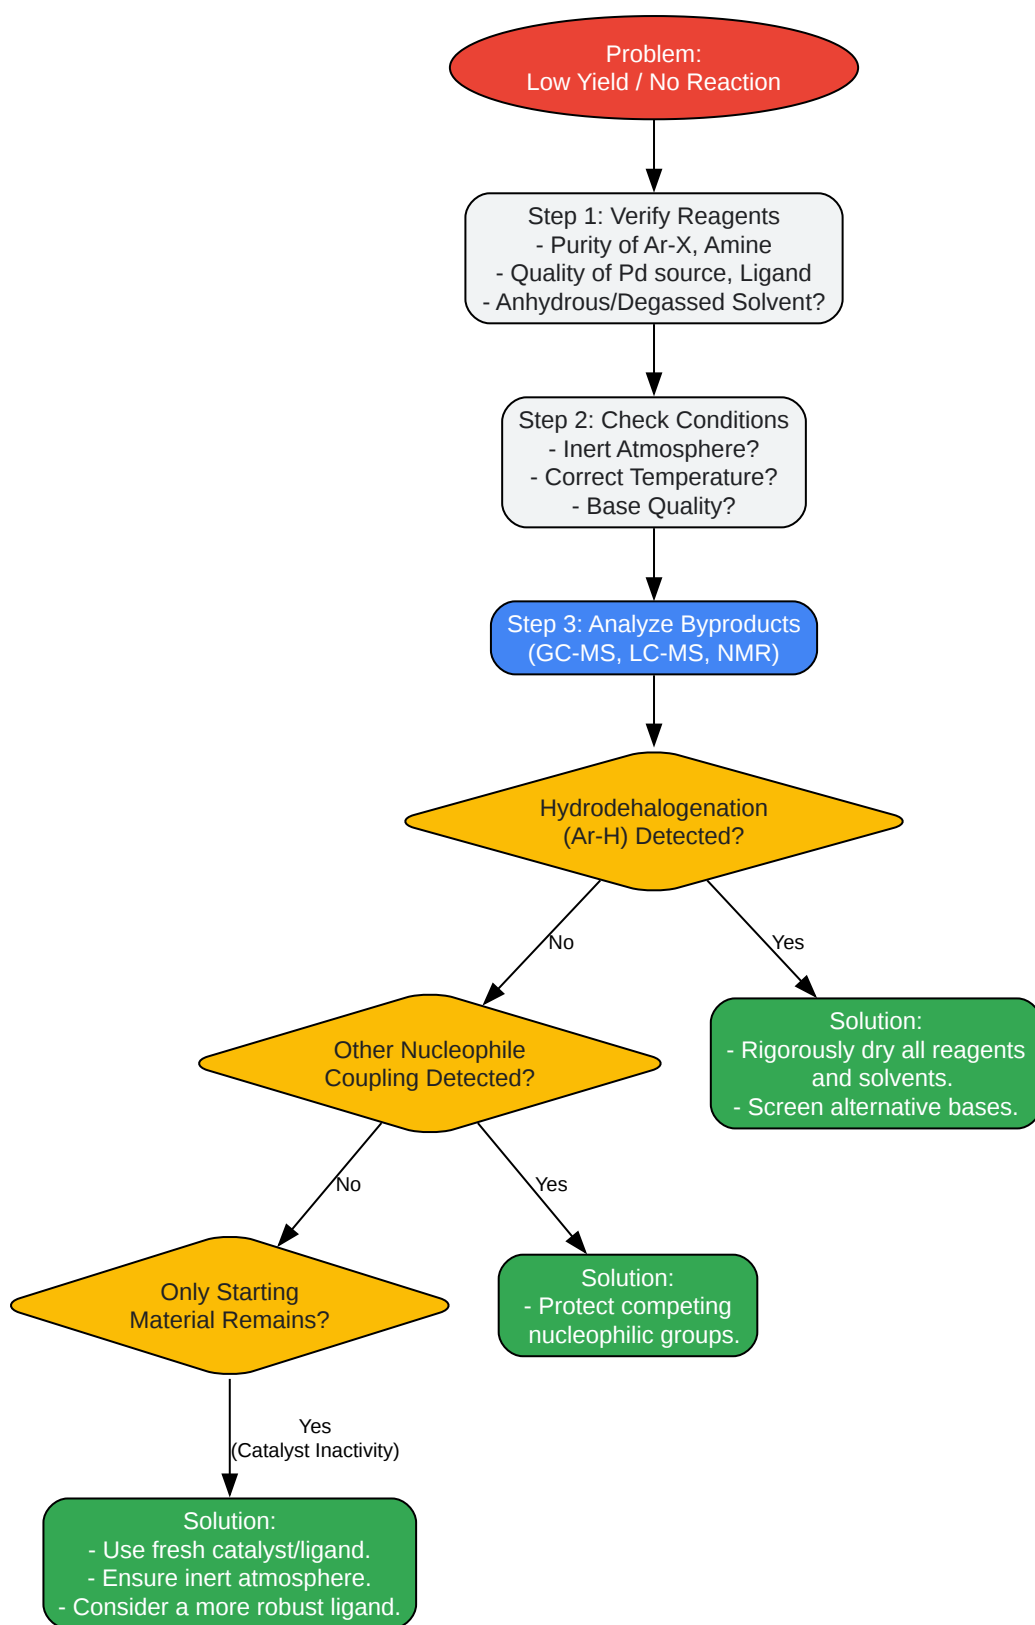 Problem:
Low Yield / No Reaction
Step 1: Verify Reagents
- Purity of Ar-X, Amine
- Quality of Pd source, Ligand
- Anhydrous/Degassed Solvent?
Step 2: Check Conditions
- Inert Atmosphere?
- Correct Temperature?
- Base Quality?
Step 3: Analyze Byproducts
(GC-MS, LC-MS, NMR)
Hydrodehalogenation
(Ar-H) Detected?
No
Yes
Solution:
- Rigorously dry all reagents
and solvents.
- Screen alternative bases.
Other Nucleophile
Coupling Detected?
No
Yes
Solution:
- Protect competing
nucleophilic groups.
Only Starting
Material Remains?
Yes
(Catalyst Inactivity)
Solution:
- Use fresh catalyst/ligand.
- Ensure inert atmosphere.
- Consider a more robust ligand.